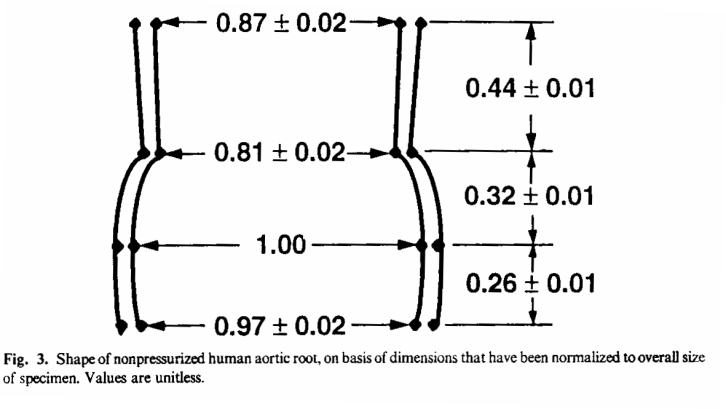 0.87 ± 0.02
0.44 ± 0.01
0.81 ± 0.02
0.32 ± 0.01
1.00
0.26 ± 0.01
0.97 ± 0.02
Fig. 3. Shape of nonpressurized human aortic root, on basis of dimensions that have been normalized to overall size
of specimen. Values are unitless.